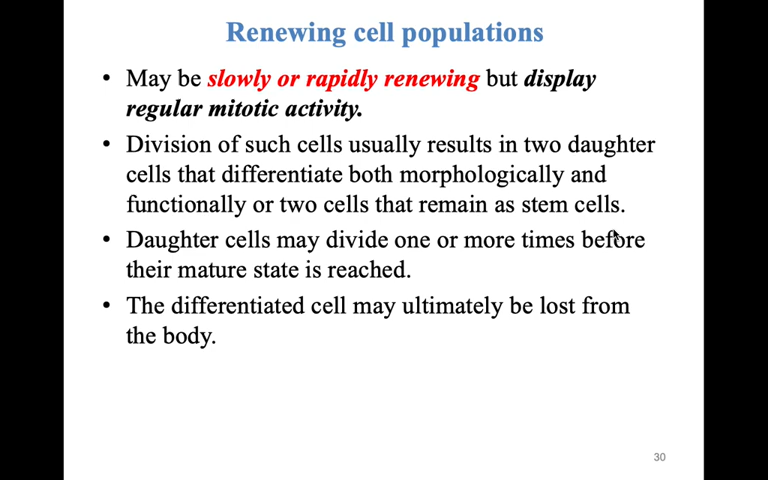 Renewing cell populations
• May be slowly or rapidly renewing but display
regular mitotic activity.
• Division of such cells usually results in two daughter
cells that differentiate both morphologically and
functionally or two cells that remain as stem cells.
• Daughter cells may divide one or more times before
their mature state is reached.
• The differentiated cell may ultimately be lost from
the body.
30